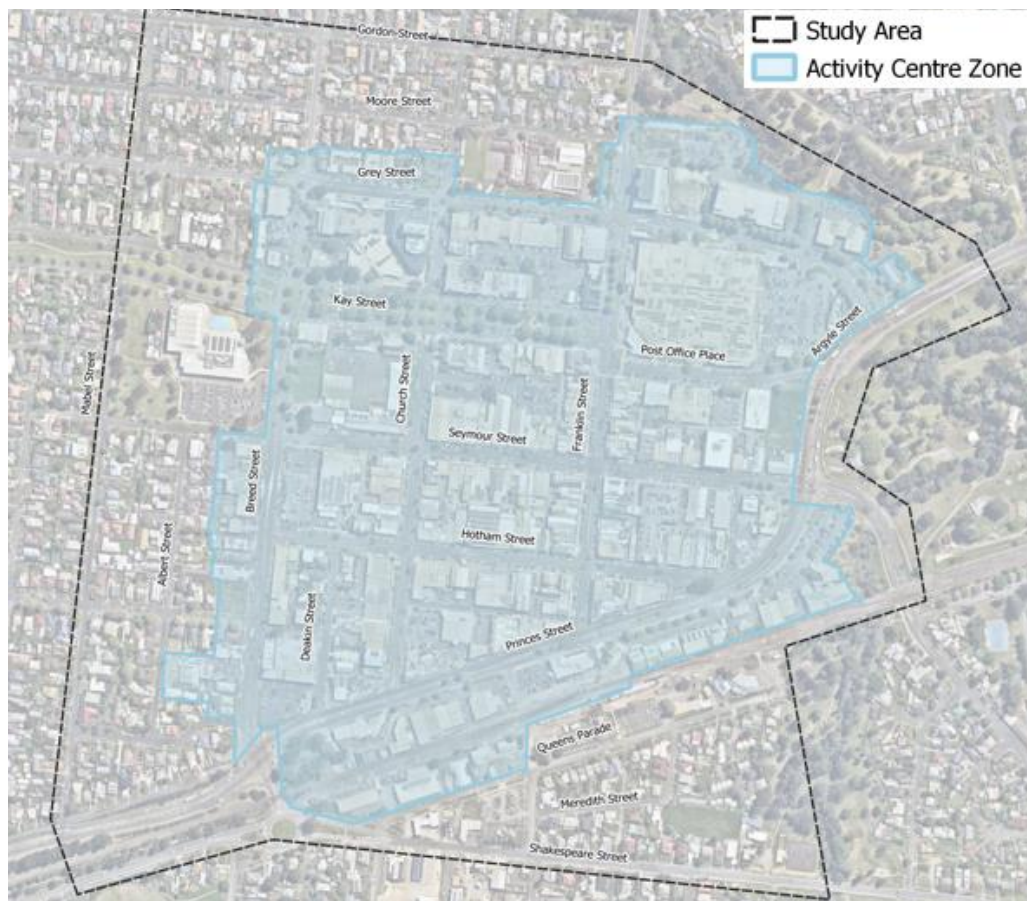 Study Area
Activity Centre Zone
Gordon Street
Moore Street
Grey Street
Kay Street
Argyle Street
Post Office Place
Mabel Street
Church Street
Franklin Street
Seymour Street
Breed Street
Hotham Street
Albert Street
Deakin Street
Princes Street
Queens Parade
Meredith Street
Shakespeare Street